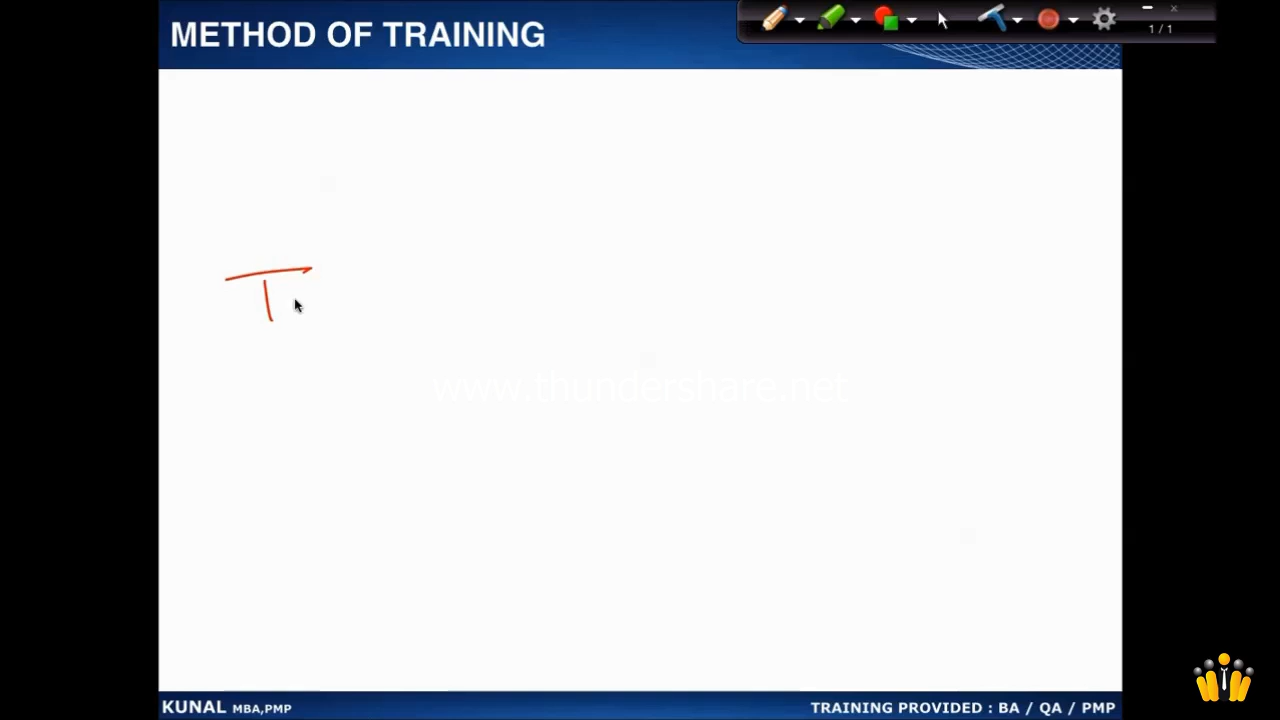 METHOD OF TRAINING
1 / 1
T
www.thundershare.net
KUNAL MBA,PMP
TRAINING PROVIDED : BA / QA / PMP